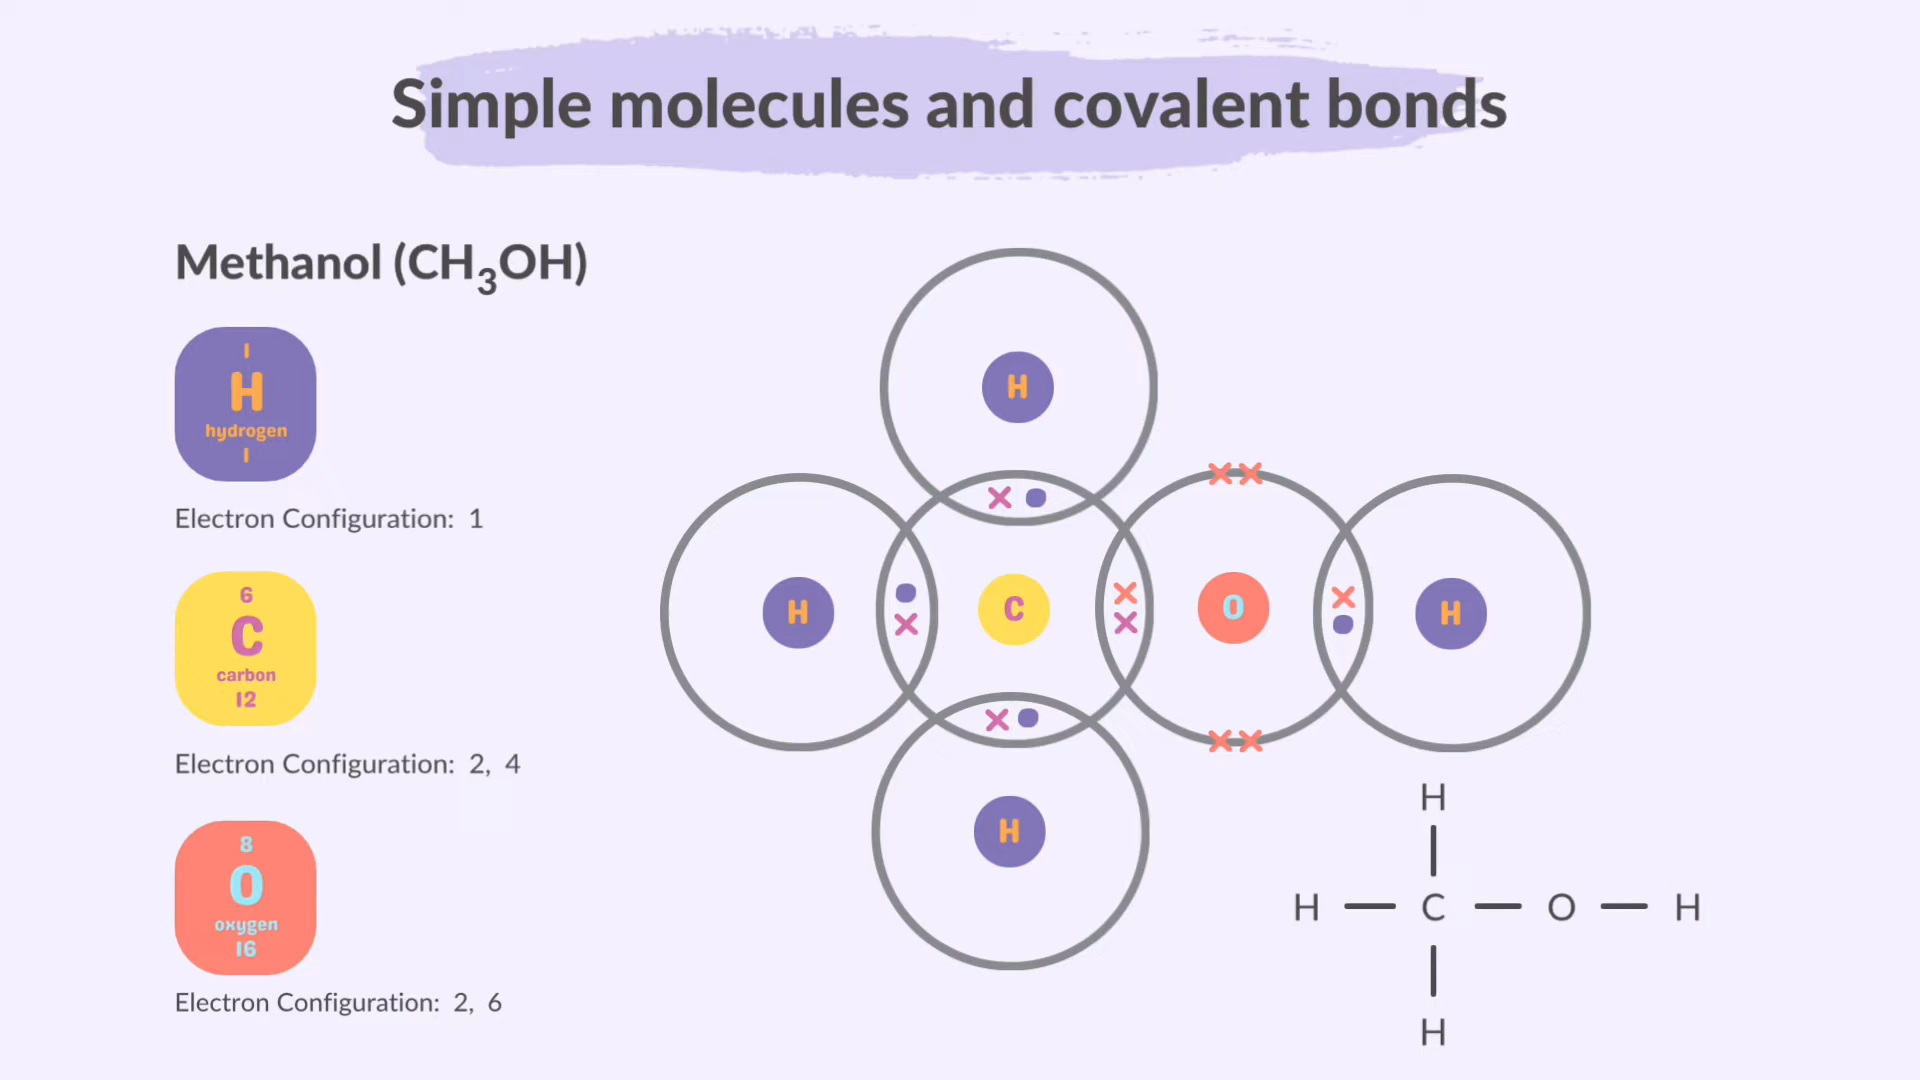 Simple molecules and covalent bonds
Methanol (CH₃OH)
1
H
hydrogen
1
Electron Configuration: 1
6
C
carbon
12
Electron Configuration: 2, 4
8
O
oxygen
16
Electron Configuration: 2, 6
H
H
C
O
H
H
H
H — C — O — H
H